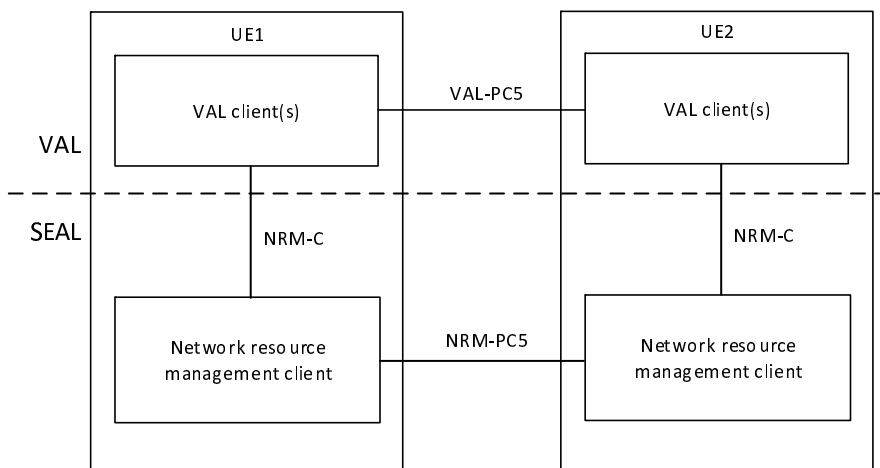 UE1
UE2
VAL client(s)
VAL-PC5
VAL client(s)
VAL
SEAL
NRM-C
NRM-C
Network resource
management client
NRM-PC5
Network resource
management client